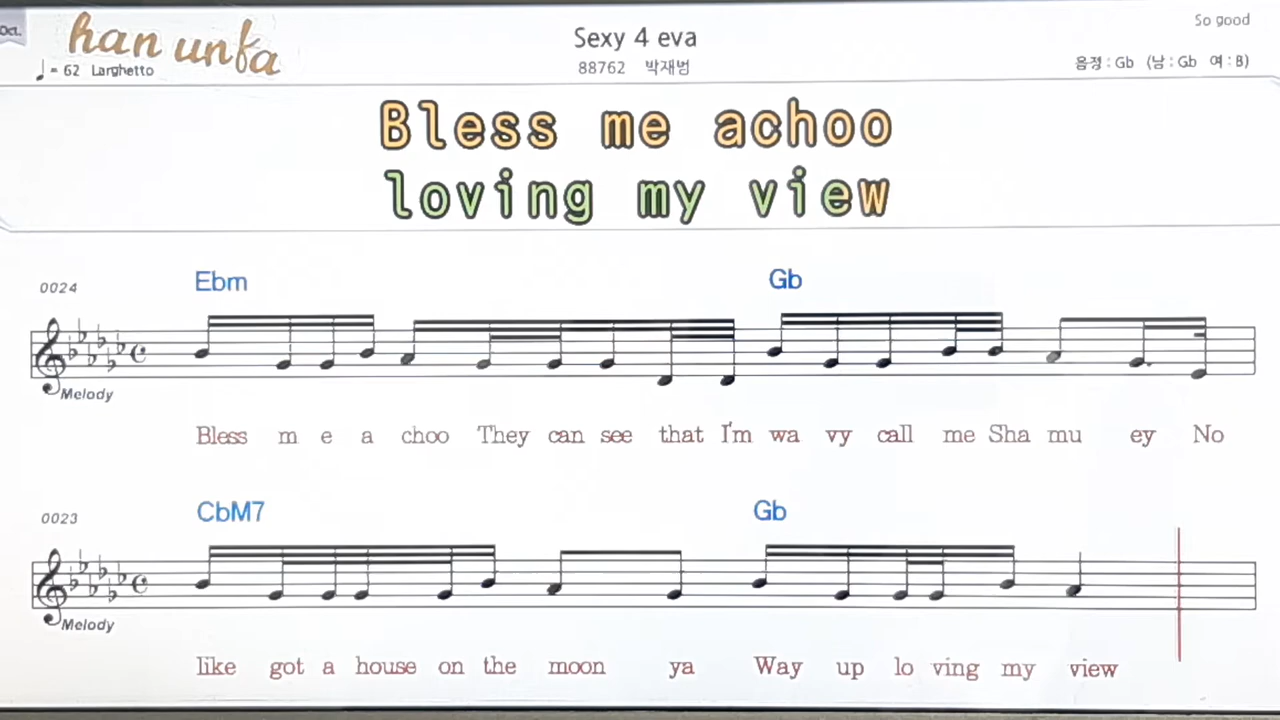 Oct.
han unfa
♩= 62 Larghetto
Sexy 4 eva
88762 박재범
So good
음정 : Gb (남 : Gb 여 : B)
Bless me achoo
loving my view
0024
Ebm Gb
Melody
Bless m e a choo They can see that I'm wa vy call me Sha mu ey No
0023
CbM7 Gb
Melody
like got a house on the moon ya Way up lo ving my view